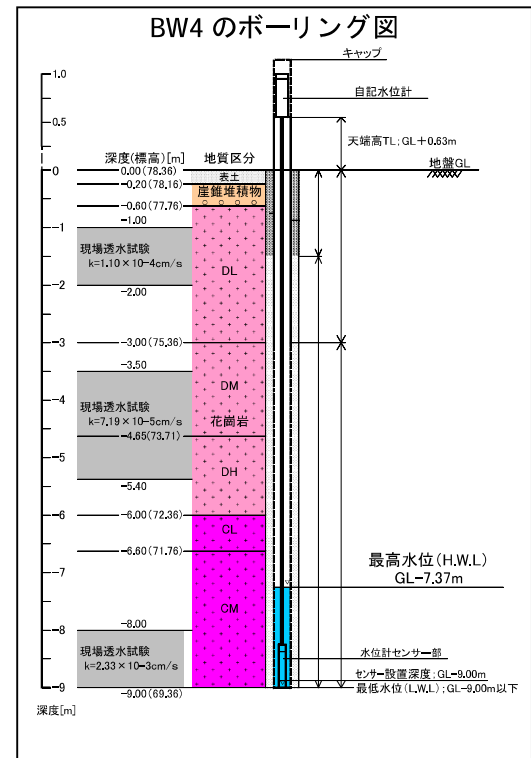 BW4 のボーリング図
キャップ
1.0
自記水位計
0.5
天端高TL;GL+0.63m
深度(標高)[m]
地質区分
地盤GL
0
0.00(78.36)
表土
-0.20(78.16)
崖錐堆積物
-0.60(77.76)
-1
-1.00
現場透水試験
k=1.10×10-4cm/s
DL
-2
-2.00
-3
-3.00(75.36)
-3.50
DM
-4
現場透水試験
k=7.19×10-5cm/s
花崗岩
-4.65(73.71)
-5
DH
-5.40
-6
-6.00(72.36)
CL
-6.60(71.76)
最高水位(H.W.L)
GL-7.37m
-7
CM
-8
-8.00
現場透水試験
k=2.33×10-3cm/s
水位計センサー部
センサー設置深度;GL-9.00m
-9
-9.00(69.36)
最低水位(L.W.L);GL-9.00m以下
深度[m]